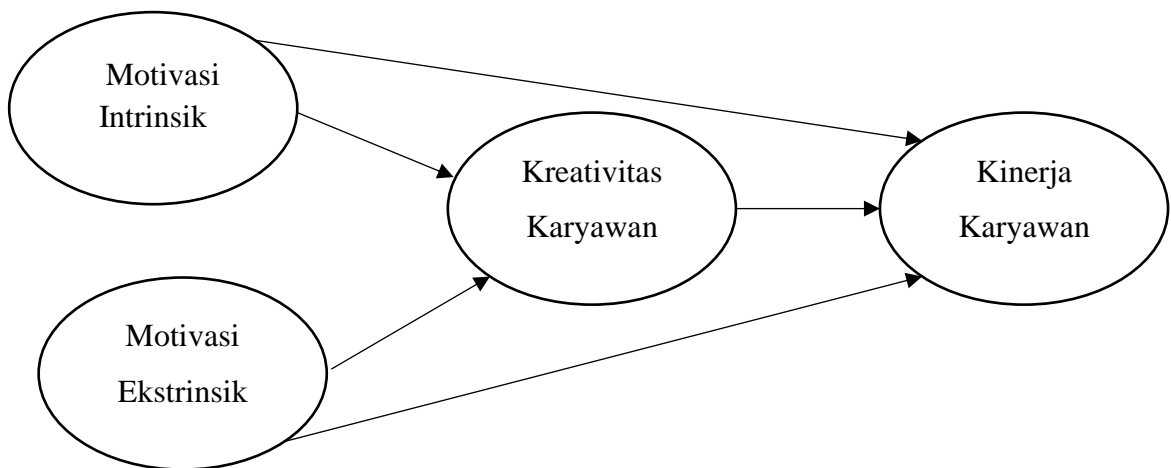 Motivasi
Intrinsik
Kreativitas
Karyawan
Kinerja
Karyawan
Motivasi
Ekstrinsik